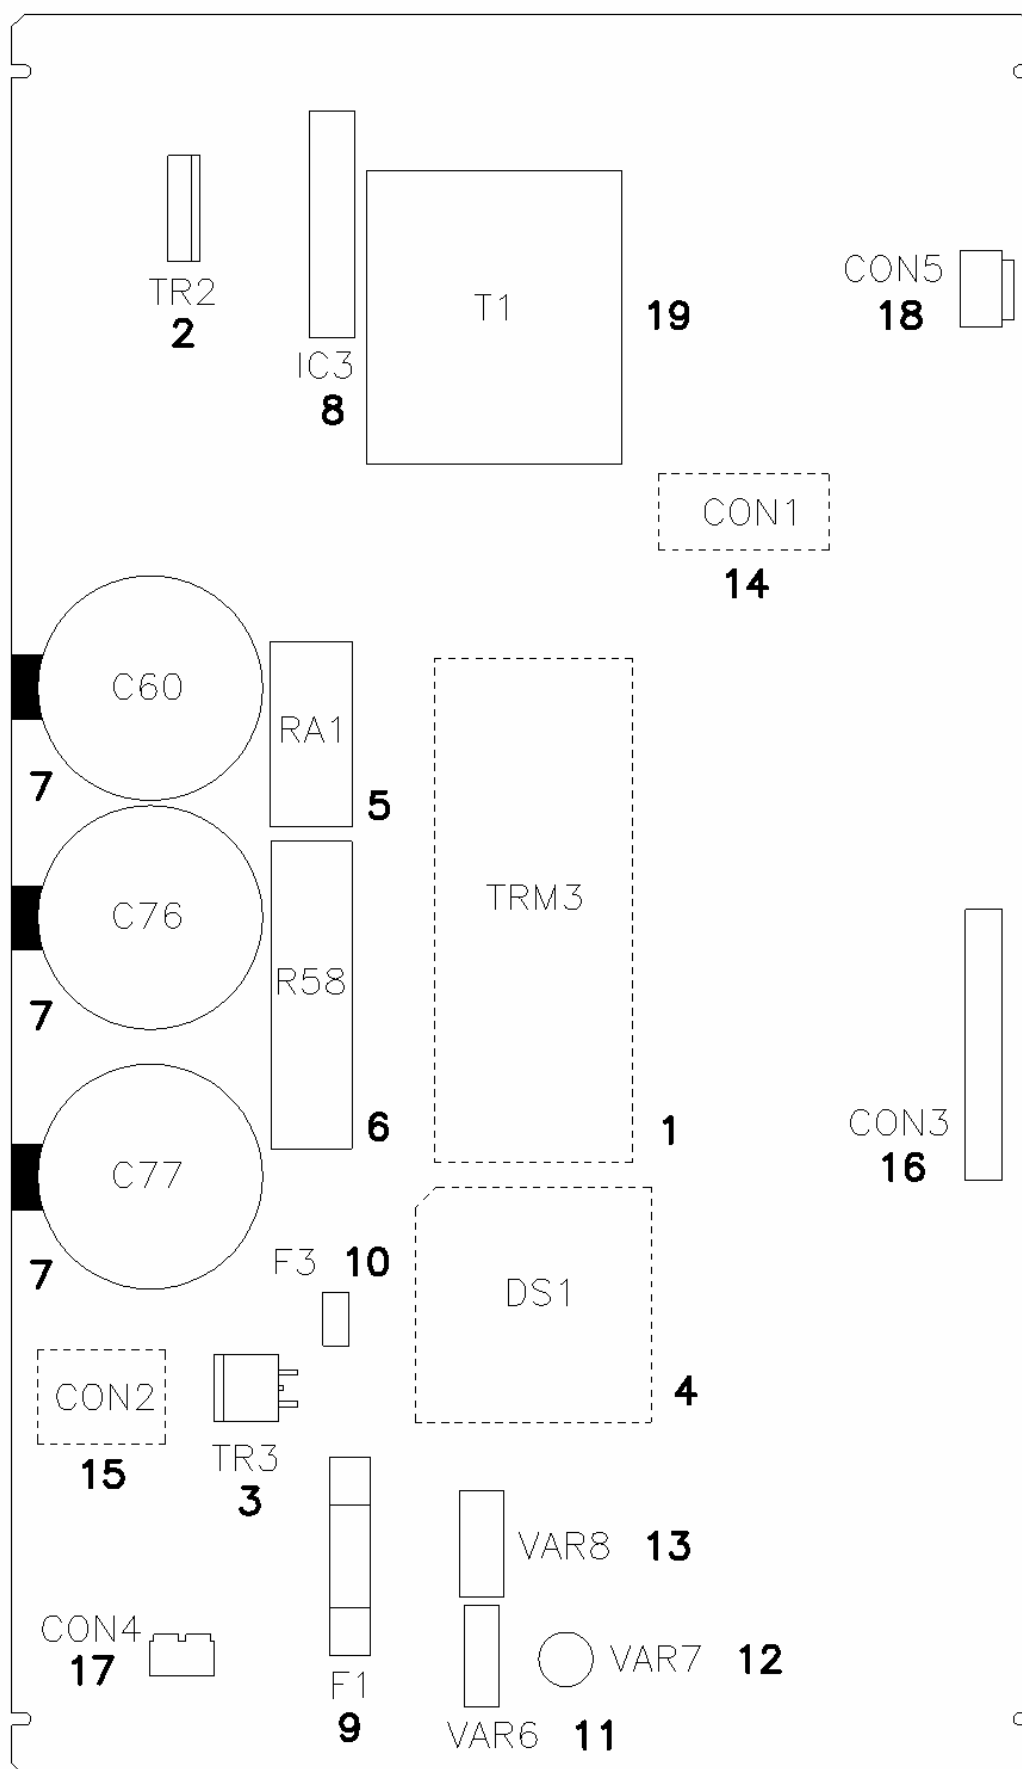 CON5
18
TR2
2
T1
19
IC3
8
CON1
14
C60
RA1
7
5
TRM3
C76
R58
7
6
1
CON3
16
C77
F3
10
7
DS1
CON2
4
15
TR3
3
VAR8
13
CON4
17
VAR7
12
F1
9
VAR6
11